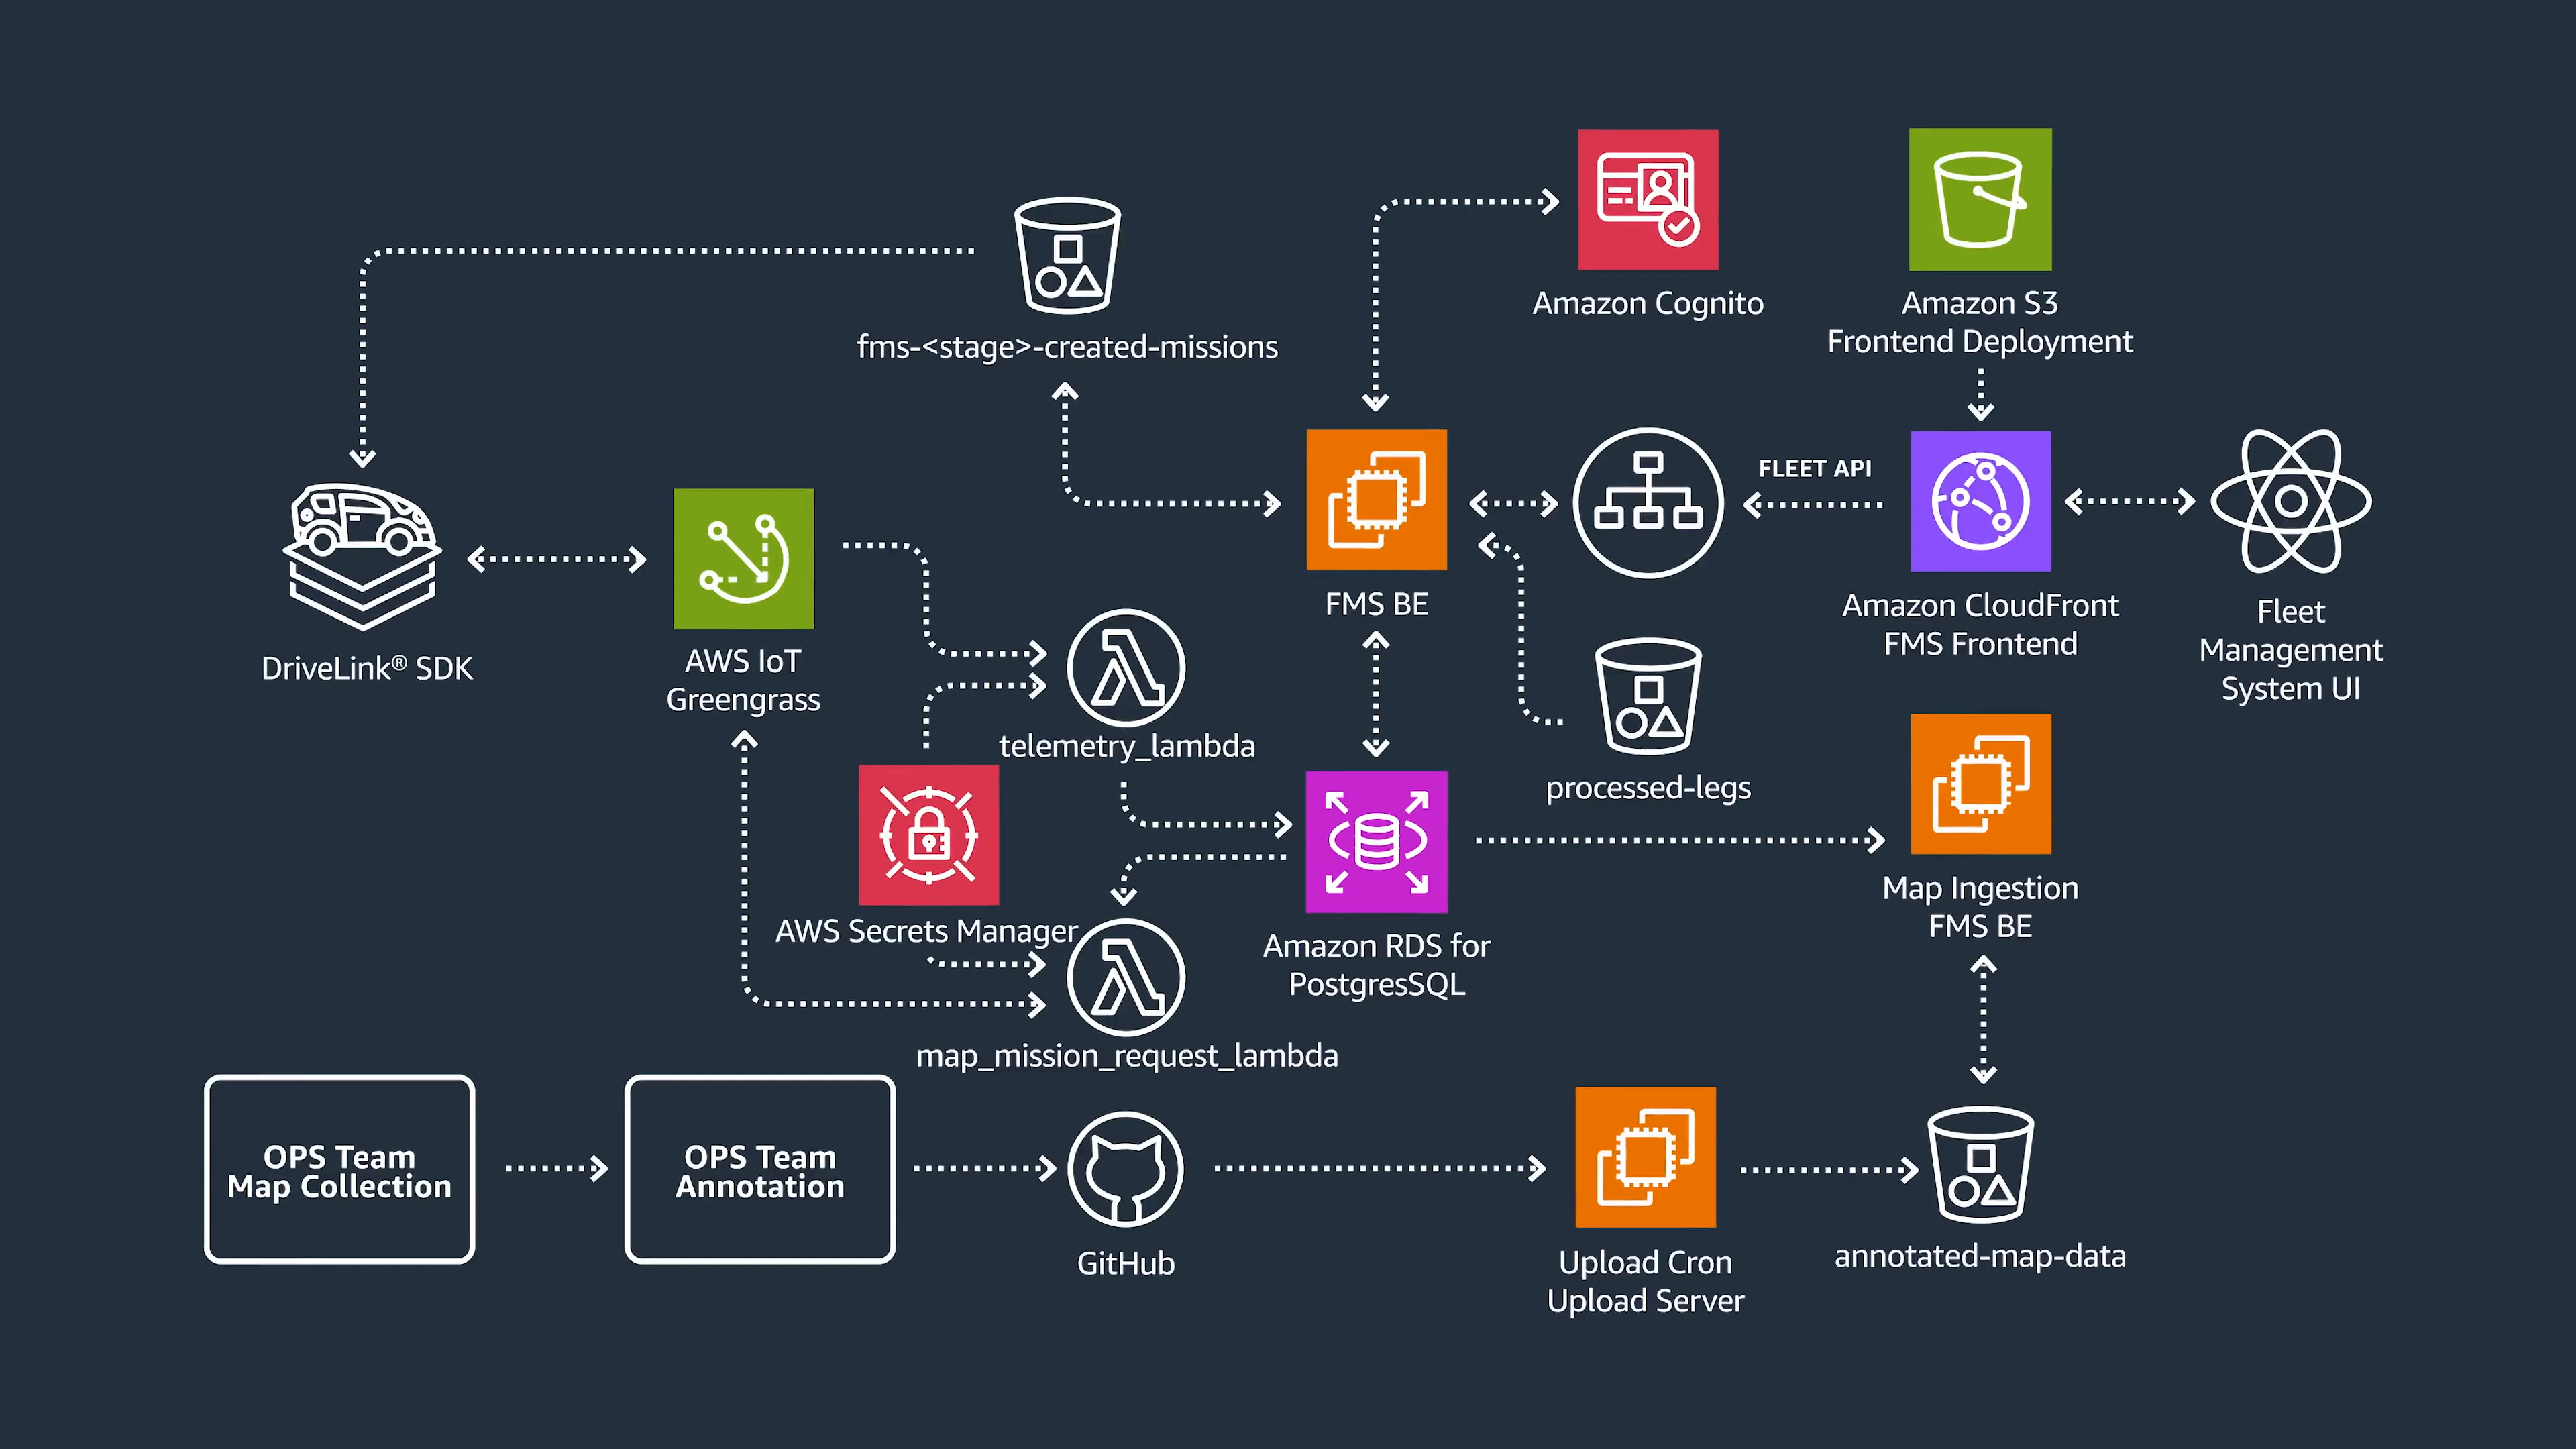 Amazon Cognito
Amazon S3
Frontend Deployment
fms-<stage>-created-missions
FLEET API
DriveLink® SDK
AWS IoT
Greengrass
FMS BE
Amazon CloudFront
FMS Frontend
Fleet
Management
System UI
telemetry_lambda
processed-legs
AWS Secrets Manager
Amazon RDS for
PostgresSQL
Map Ingestion
FMS BE
map_mission_request_lambda
OPS Team
Map Collection
OPS Team
Annotation
GitHub
Upload Cron
Upload Server
annotated-map-data